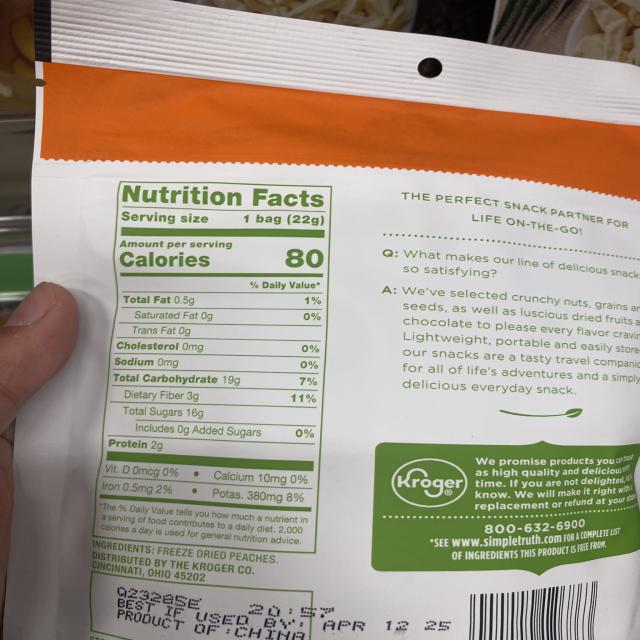 Nutrition Facts
Serving size 1 bag (22g)
Amount per serving
Calories 80
% Daily Value*
Total Fat 0.5g 1%
Saturated Fat 0g 0%
Trans Fat 0g
Cholesterol 0mg 0%
Sodium 0mg 0%
Total Carbohydrate 19g 7%
Dietary Fiber 3g 11%
Total Sugars 16g
Includes 0g Added Sugars 0%
Protein 2g
Vit. D 0mcg 0% • Calcium 10mg 0%
Iron 0.5mg 2% • Potas. 380mg 8%
*The % Daily Value tells you how much a nutrient in
a serving of food contributes to a daily diet. 2,000
calories a day is used for general nutrition advice.
INGREDIENTS: FREEZE DRIED PEACHES.
DISTRIBUTED BY THE KROGER CO.
CINCINNATI, OHIO 45202
Q23285E 20:57
BEST IF USED BY: APR 12 25
PRODUCT OF:CHINA
THE PERFECT SNACK PARTNER FOR
LIFE ON-THE-GO!
Q: What makes our line of delicious snack
so satisfying?
A: We've selected crunchy nuts, grains an
seeds, as well as luscious dried fruits a
chocolate to please every flavor cravin
Lightweight, portable and easily store
our snacks are a tasty travel companio
for all of life's adventures and a simply
delicious everyday snack.
Kroger®
We promise products you can trust
as high quality and delicious every
time. If you are not delighted,
know. We will make it right with a
replacement or refund at your
800-632-6900
*SEE www.simpletruth.com FOR A COMPLETE LIST
OF INGREDIENTS THIS PRODUCT IS FREE FROM.